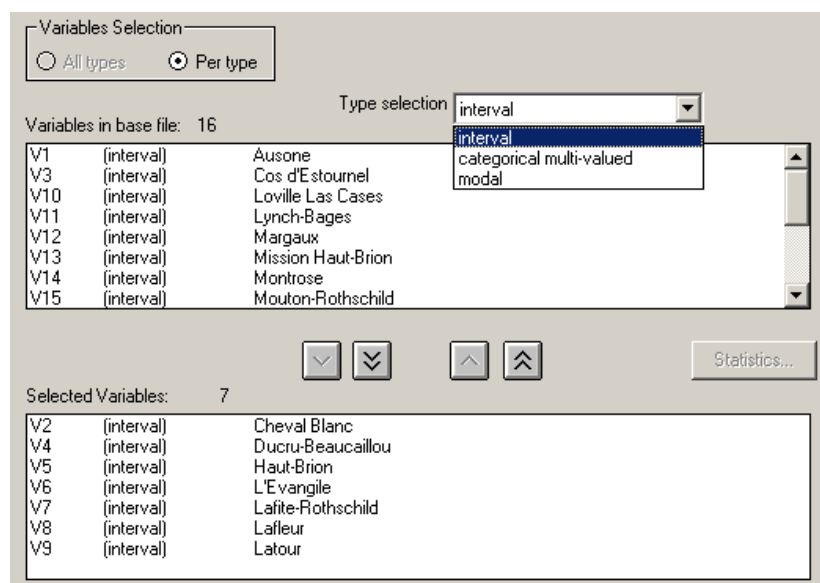 Variables Selection
All types Per type
Type selection interval
Variables in base file: 16
interval
categorical multi-valued
modal
V1 (interval) Ausone
V3 (interval) Cos d'Estournel
V10 (interval) Loville Las Cases
V11 (interval) Lynch-Bages
V12 (interval) Margaux
V13 (interval) Mission Haut-Brion
V14 (interval) Montrose
V15 (interval) Mouton-Rothschild
Statistics...
Selected Variables: 7
V2 (interval) Cheval Blanc
V4 (interval) Ducru-Beaucaillou
V5 (interval) Haut-Brion
V6 (interval) L'Evangile
V7 (interval) Lafite-Rothschild
V8 (interval) Lafleur
V9 (interval) Latour